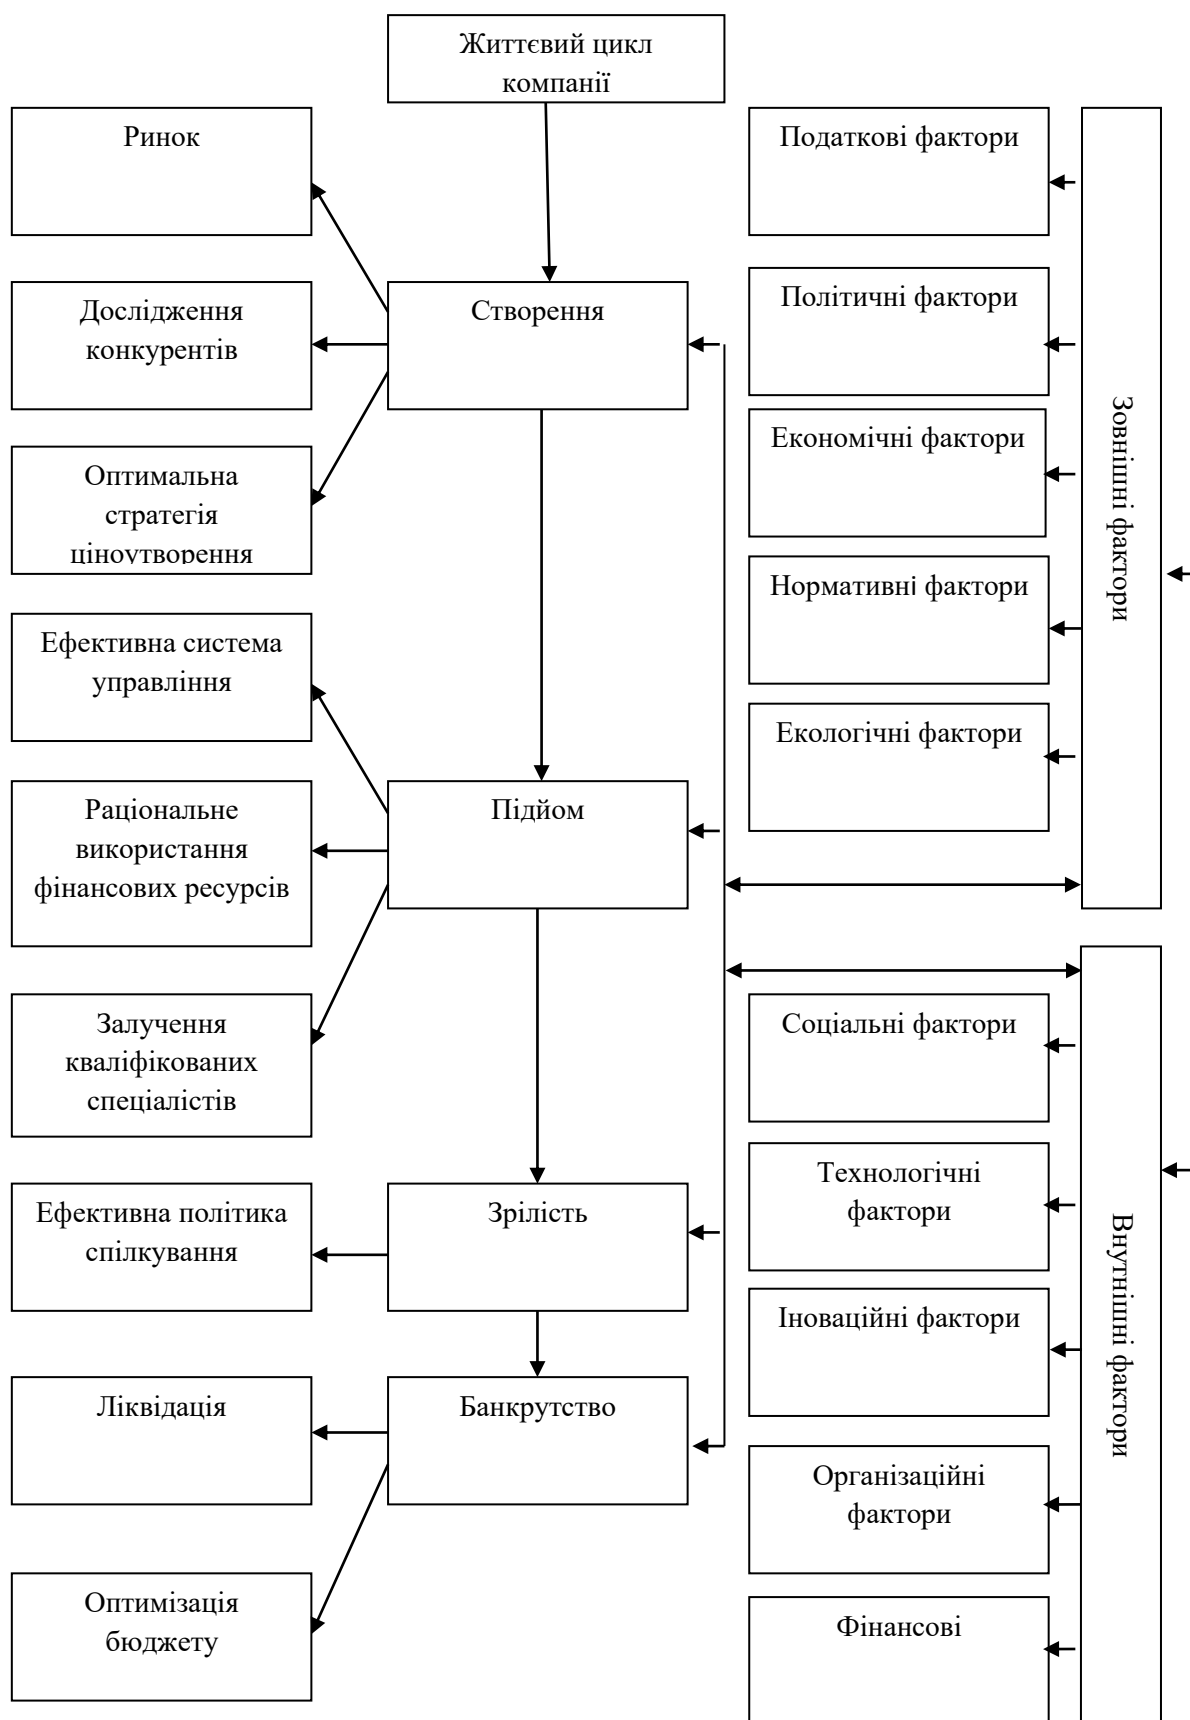 Життєвий цикл
компанії
Ринок
Дослідження
конкурентів
Оптимальна
стратегія
ціноутворення
Ефективна система
управління
Раціональне
використання
фінансових ресурсів
Залучення
кваліфікованих
спеціалістів
Ефективна політика
спілкування
Ліквідація
Оптимізація
бюджету
Створення
Підйом
Зрілість
Банкрутство
Податкові фактори
Політичні фактори
Економічні фактори
Нормативні фактори
Екологічні фактори
Соціальні фактори
Технологічні
фактори
Іноваційні фактори
Організаційні
фактори
Фінансові
Зовнішні фактори
Внутнішні фактори